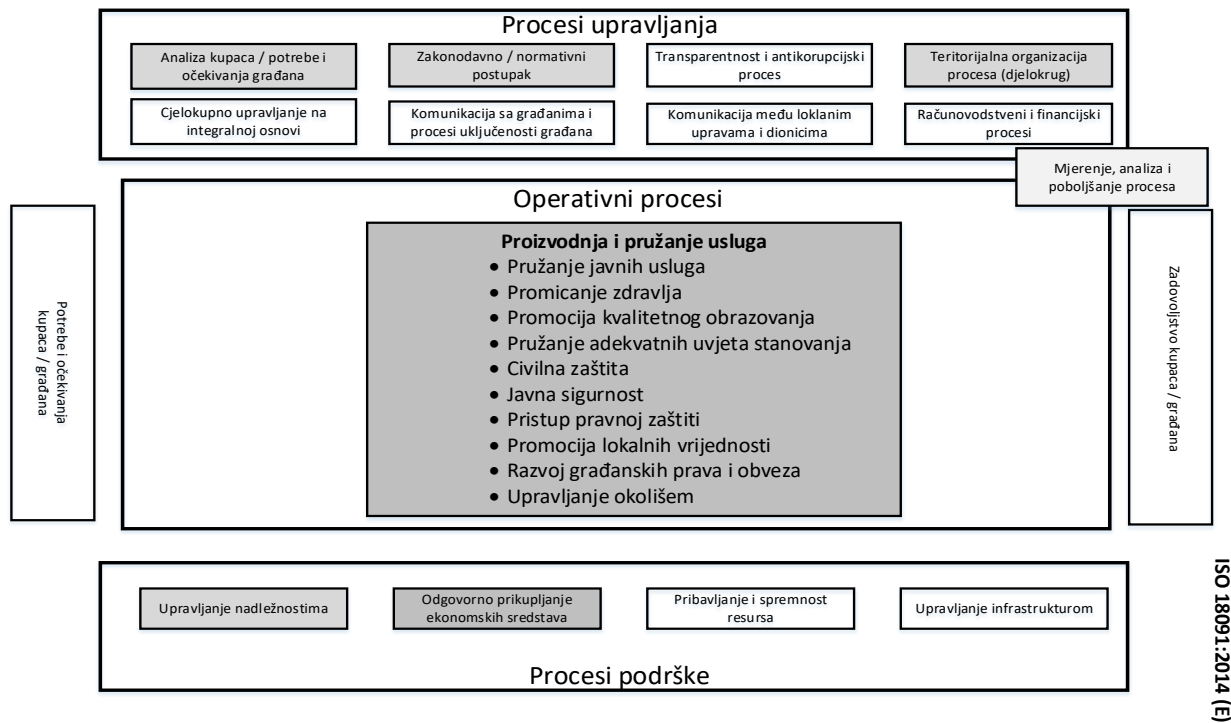 Procesi upravljanja
Analiza kupaca / potrebe i
očekivanja građana
Zakonodavno / normativni
postupak
Transparentnost i antikorupcijski
proces
Teritorijalna organizacija
procesa (djelokrug)
Cjelokupno upravljanje na
integralnoj osnovi
Komunikacija sa građanima i
procesi uključenosti građana
Komunikacija među loklanim
upravama i dionicima
Računovodstveni i financijski
procesi
Mjerenje, analiza i
poboljšanje procesa
Potrebe i očekivanja
kupaca / građana
Operativni procesi
Proizvodnja i pružanje usluga
• Pružanje javnih usluga
• Promicanje zdravlja
• Promocija kvalitetnog obrazovanja
• Pružanje adekvatnih uvjeta stanovanja
• Civilna zaštita
• Javna sigurnost
• Pristup pravnoj zaštiti
• Promocija lokalnih vrijednosti
• Razvoj građanskih prava i obveza
• Upravljanje okolišem
Zadovoljstvo kupaca / građana
Upravljanje nadležnostima
Odgovorno prikupljanje
ekonomskih sredstava
Pribavljanje i spremnost
resursa
Upravljanje infrastrukturom
Procesi podrške
ISO 18091:2014 (E)